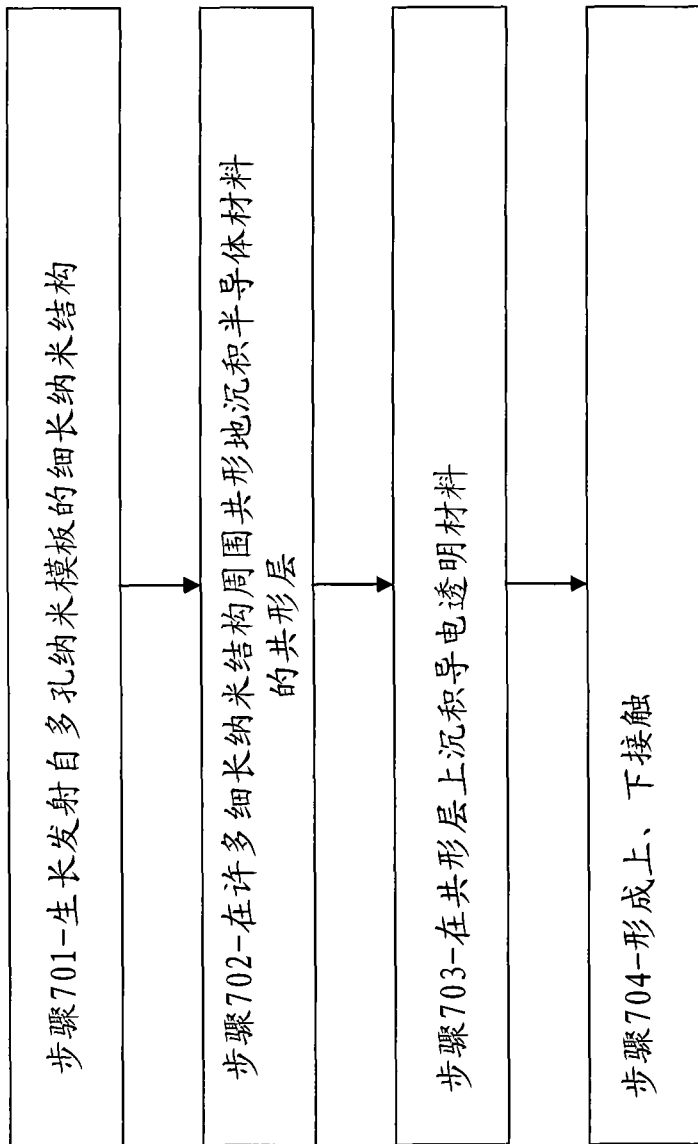 步骤701-生长发射自多孔纳米模板的细长纳米结构
步骤702-在许多细长纳米结构周围共形地沉积半导体材料
的共形层
步骤703-在共形层上沉积导电透明材料
步骤704-形成上、下接触